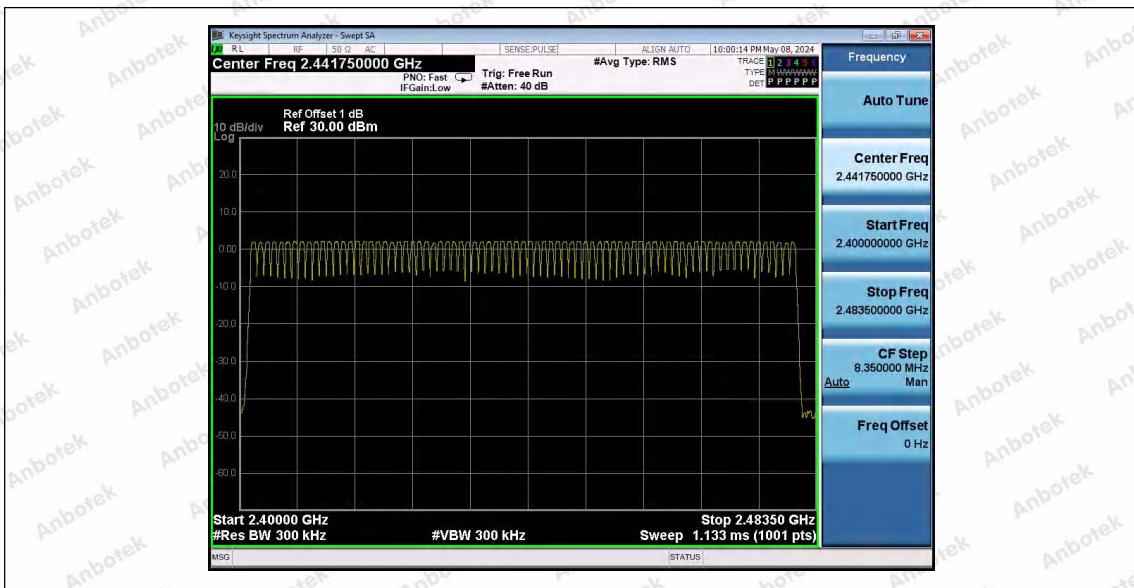 Keysight Spectrum Analyzer - Swept SA
LXI RL RF 50 Ω AC SENSE:PULSE ALIGN AUTO 10:00:14 PM May 08, 2024
Center Freq 2.441750000 GHz
PNO: Fast
IFGain:Low
Trig: Free Run
#Atten: 40 dB
#Avg Type: RMS
TRACE 1 2 3 4 5 6
TYPE M WWWWW
DET P P P P P P
Ref Offset 1 dB
10 dB/div Ref 30.00 dBm
Log
20.0
10.0
0.00
-10.0
-20.0
-30.0
-40.0
-50.0
-60.0
Start 2.40000 GHz
Stop 2.48350 GHz
#Res BW 300 kHz
#VBW 300 kHz
Sweep 1.133 ms (1001 pts)
MSG
STATUS
Frequency
Auto Tune
Center Freq
2.441750000 GHz
Start Freq
2.400000000 GHz
Stop Freq
2.483500000 GHz
CF Step
8.350000 MHz
Auto Man
Freq Offset
0 Hz
Anbotek